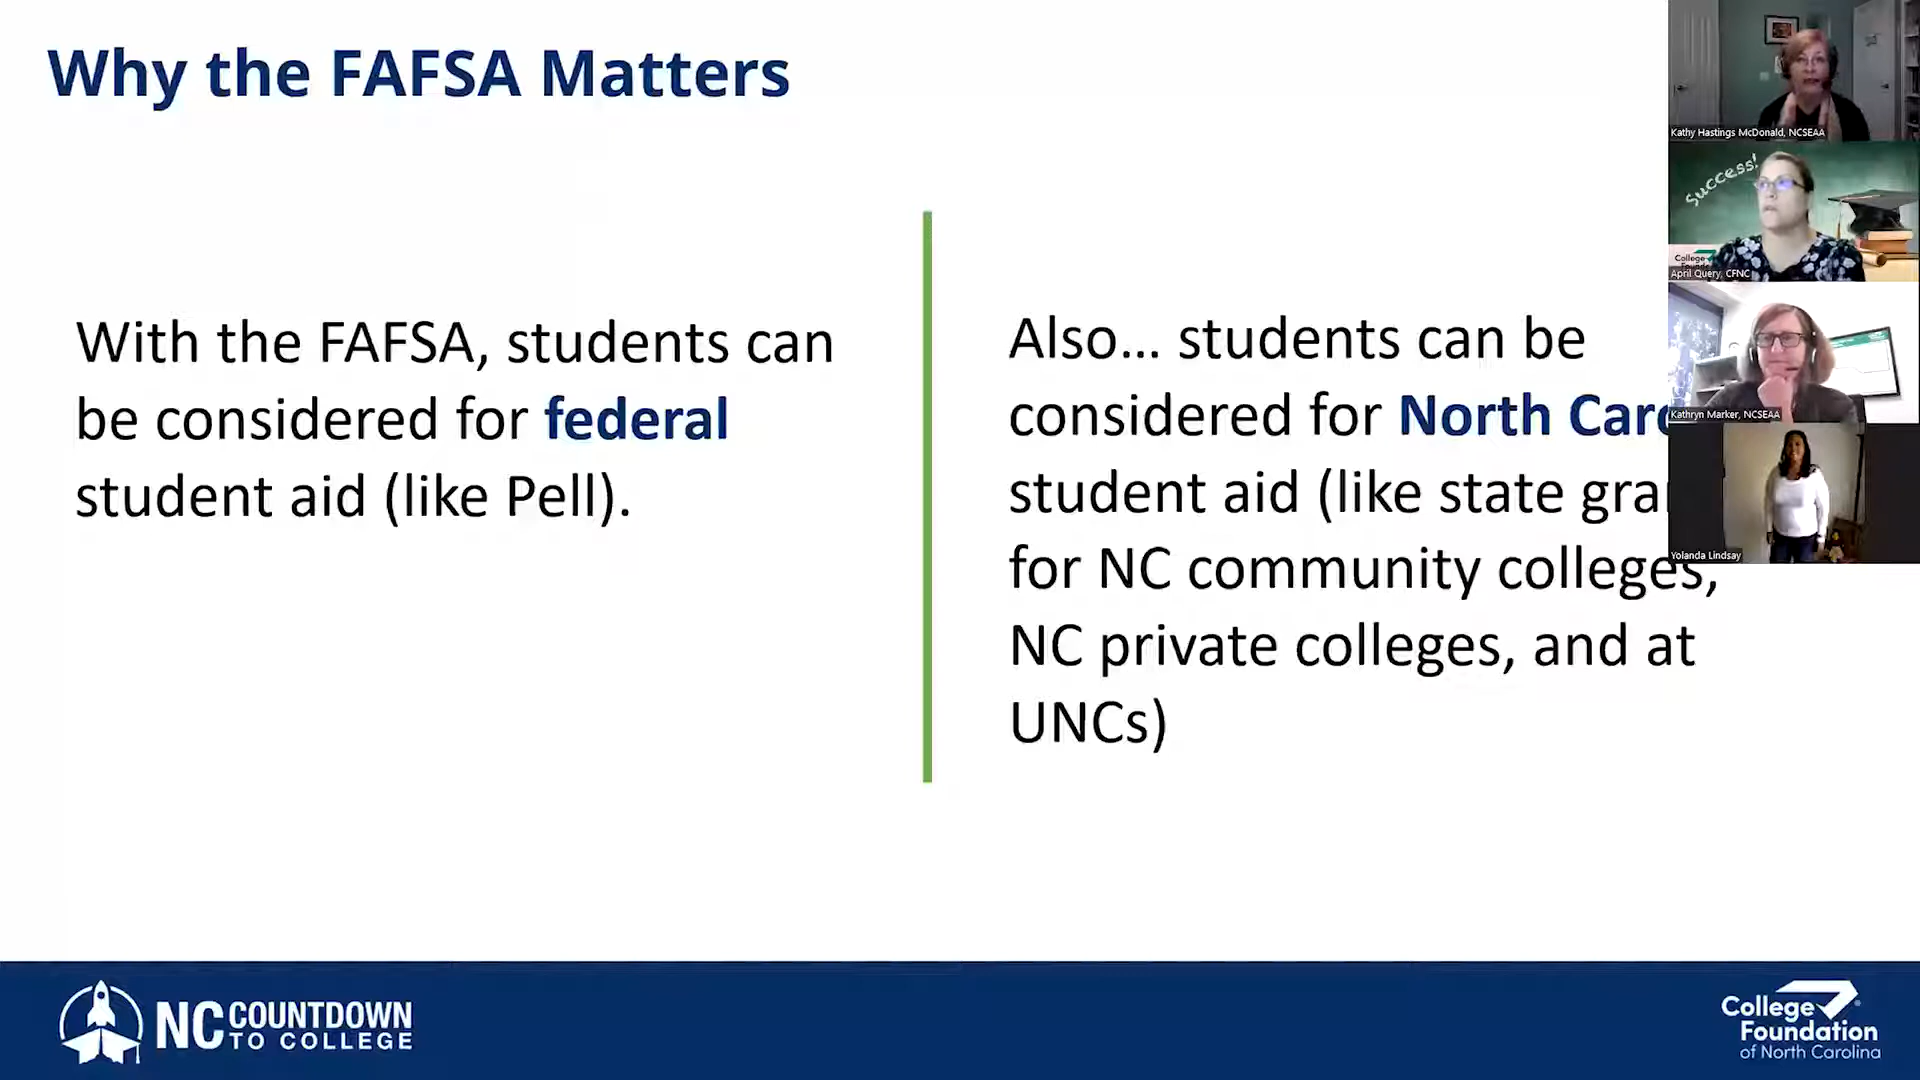 Why the FAFSA Matters
With the FAFSA, students can
be considered for federal
student aid (like Pell).
Also... students can be
considered for North Caro
student aid (like state gra
for NC community colleges,
NC private colleges, and at
UNCs)
Kathy Hastings McDonald, NCSEAA
Success!
College
April Query, CFNC
Kathryn Marker, NCSEAA
Yolanda Lindsay
NC COUNTDOWN
TO COLLEGE
College
Foundation
of North Carolina